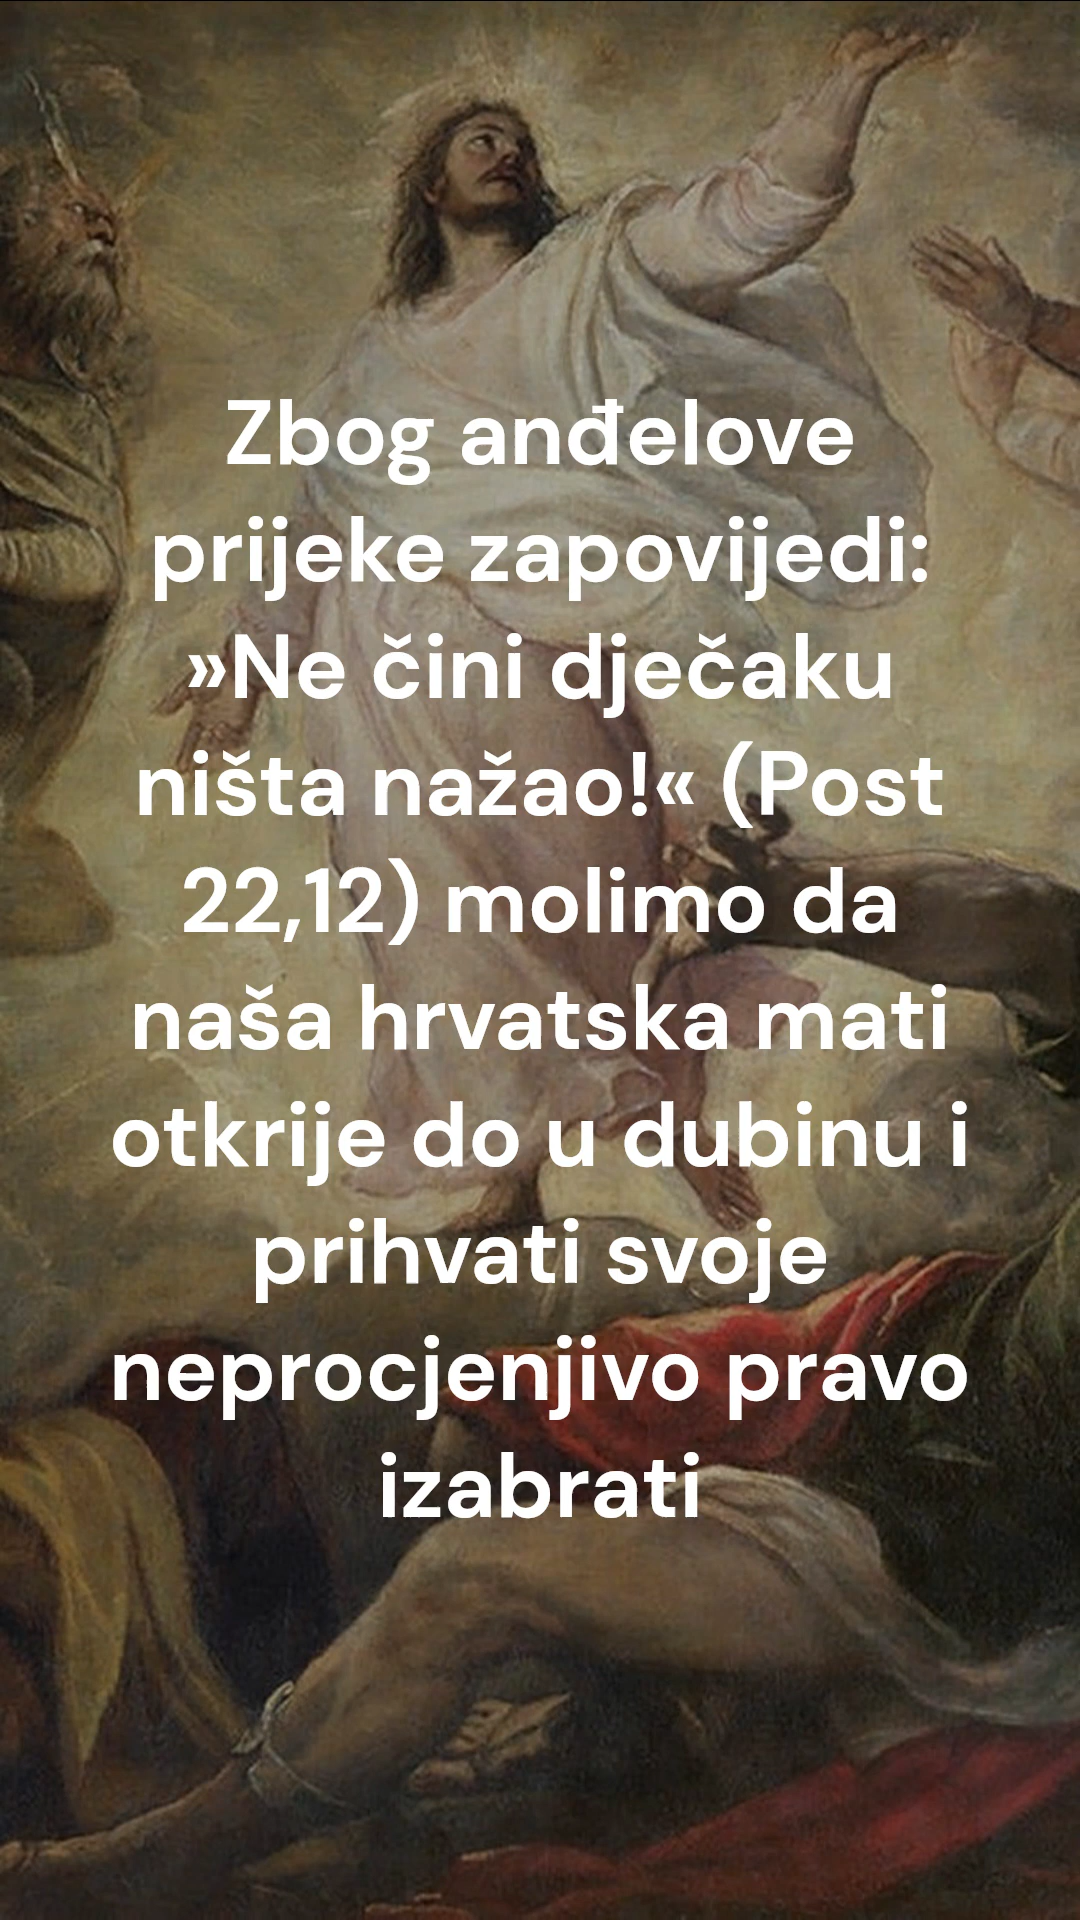 Zbog anđelove
prijeke zapovijedi:
»Ne čini dječaku
ništa nažao!« (Post
22,12) molimo da
naša hrvatska mati
otkrije do u dubinu i
prihvati svoje
neprocjenjivo pravo
izabrati